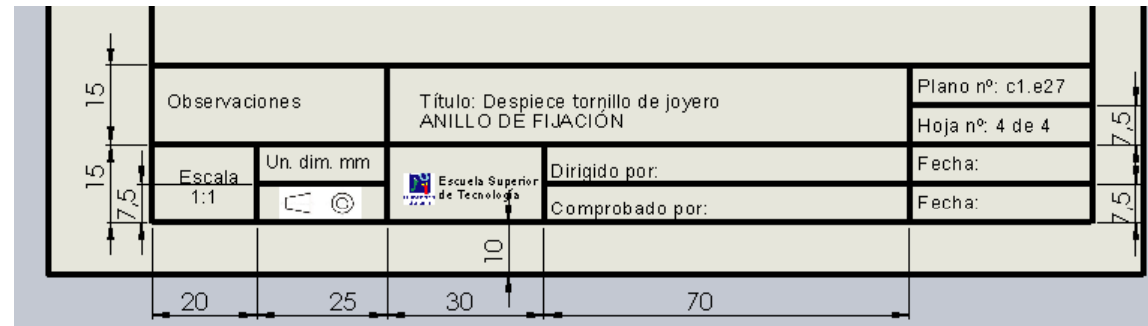 15
Observaciones
Título: Despiece tornillo de joyero
ANILLO DE FIJACIÓN
Plano nº: c1.e27
Hoja nº: 4 de 4
7,5
15
7,5
Escala
1:1
Un. dim. mm
Escuela Superior
de Tecnología
Dirigido por:
Comprobado por:
Fecha:
Fecha:
7,5
10
20
25
30
70